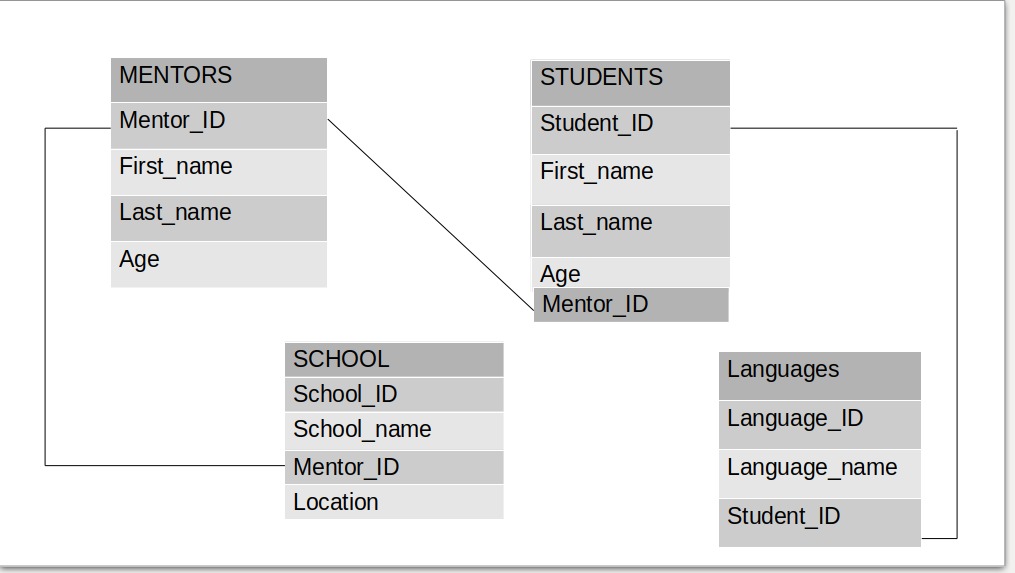 MENTORS
Mentor_ID
First_name
Last_name
Age
STUDENTS
Student_ID
First_name
Last_name
Age
Mentor_ID
SCHOOL
School_ID
School_name
Mentor_ID
Location
Languages
Language_ID
Language_name
Student_ID